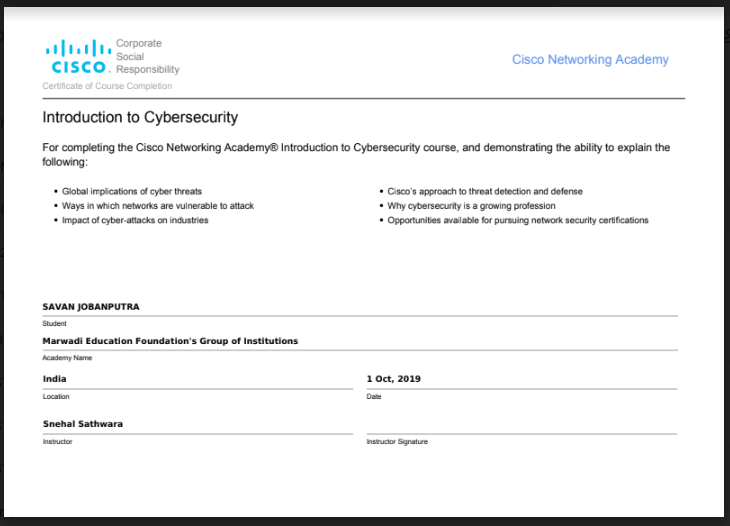 Corporate
Social
CISCO. Responsibility
Cisco Networking Academy
Certificate of Course Completion
Introduction to Cybersecurity
For completing the Cisco Networking Academy® Introduction to Cybersecurity course, and demonstrating the ability to explain the
following:
• Global implications of cyber threats
• Ways in which networks are vulnerable to attack
• Impact of cyber-attacks on industries
• Cisco's approach to threat detection and defense
• Why cybersecurity is a growing profession
• Opportunities available for pursuing network security certifications
SAVAN JOBANPUTRA
Student
Marwadi Education Foundation's Group of Institutions
Academy Name
India
Location
1 Oct, 2019
Date
Snehal Sathwara
Instructor
Instructor Signature